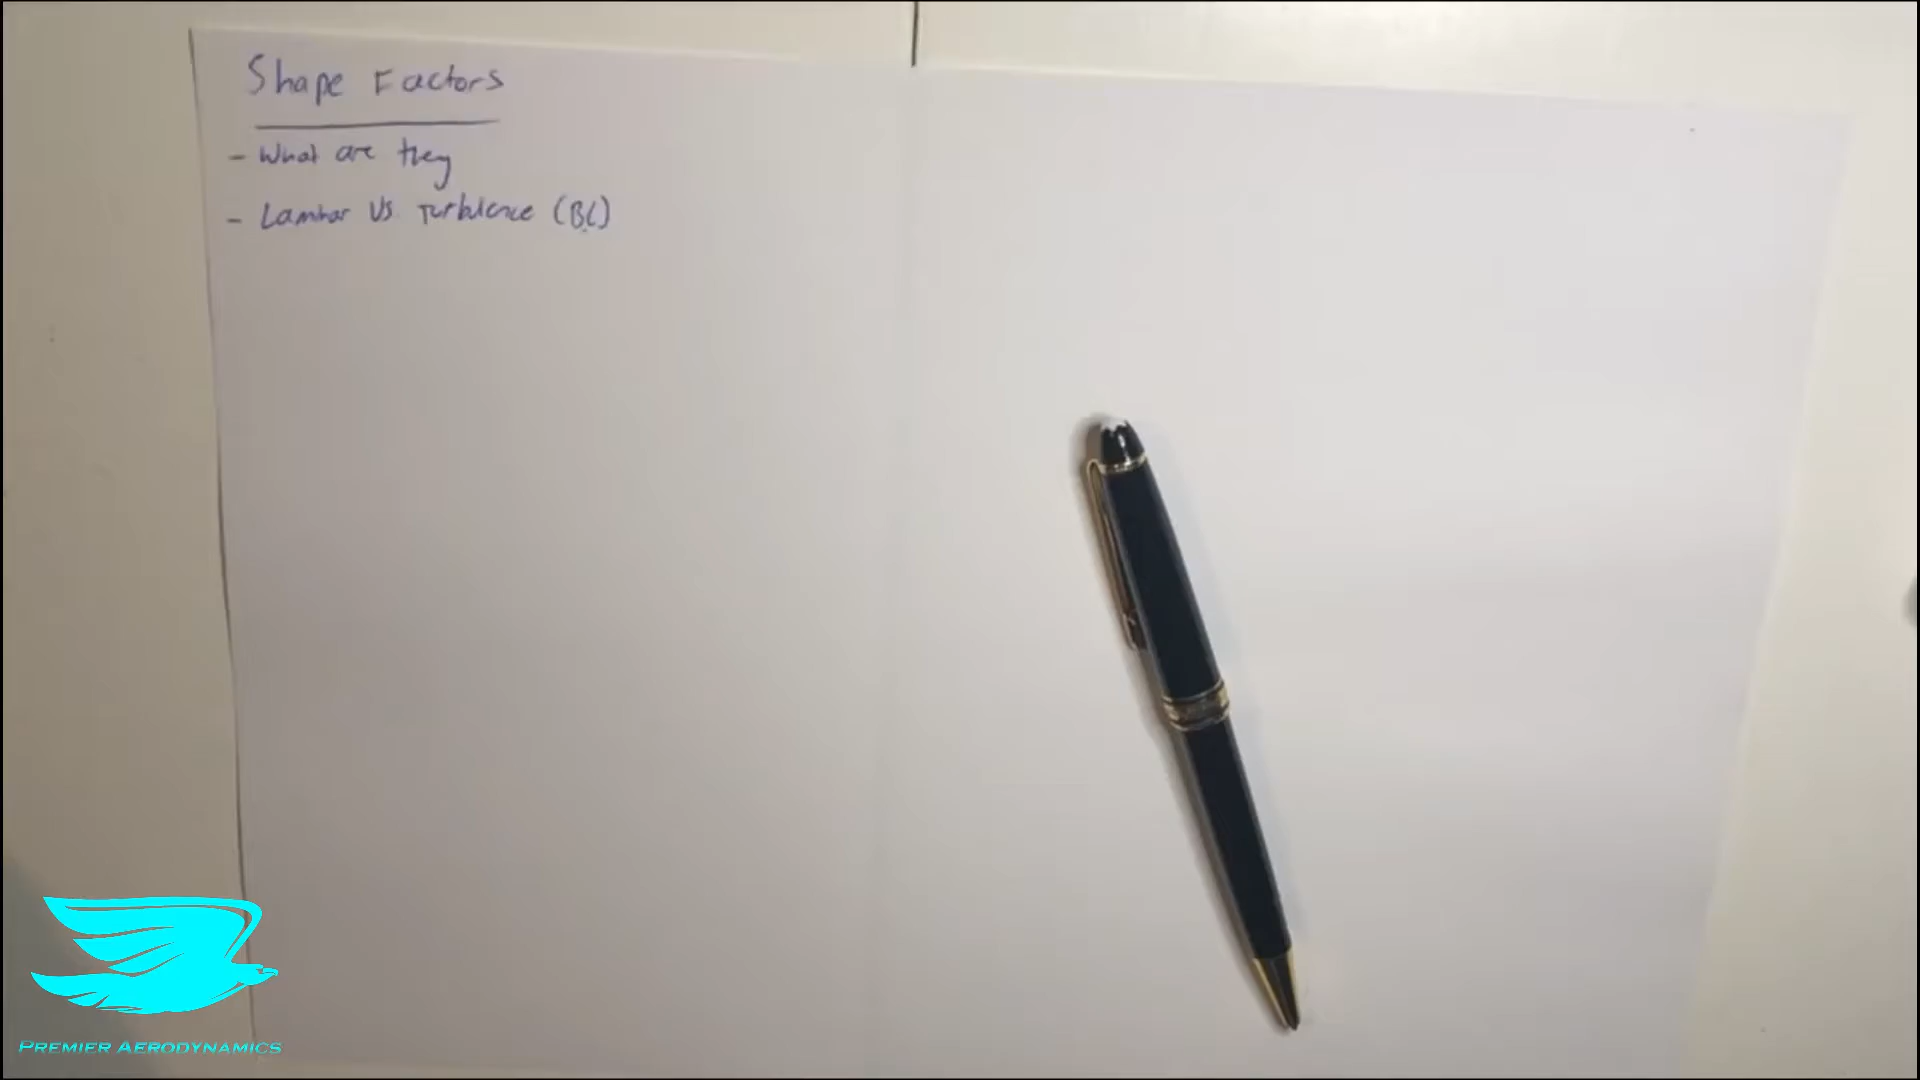 Shape Factors
- What are they
- Laminar Vs. Turbulence (BL)
PREMIER AERODYNAMICS